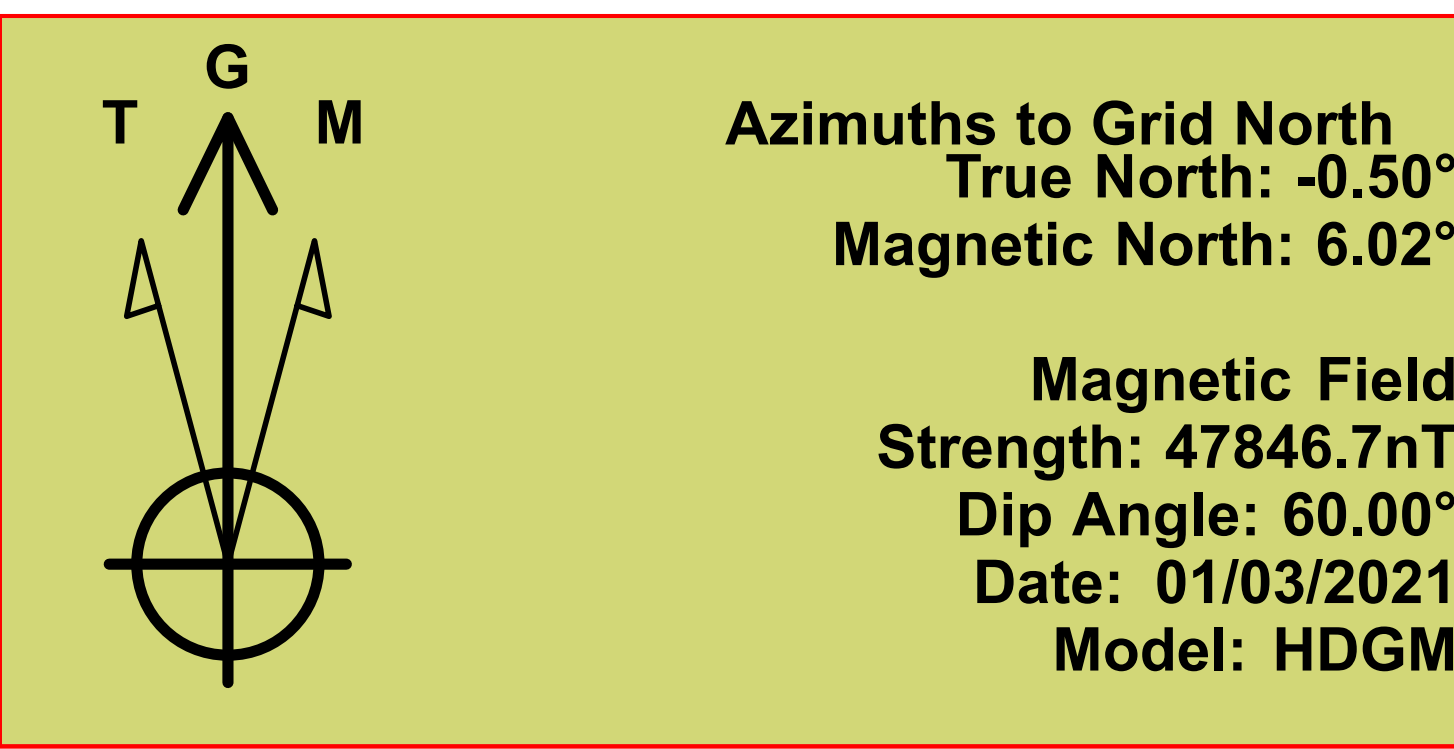 G
T M
Azimuths to Grid North
True North: -0.50°
Magnetic North: 6.02°
Magnetic Field
Strength: 47846.7nT
Dip Angle: 60.00°
Date: 01/03/2021
Model: HDGM